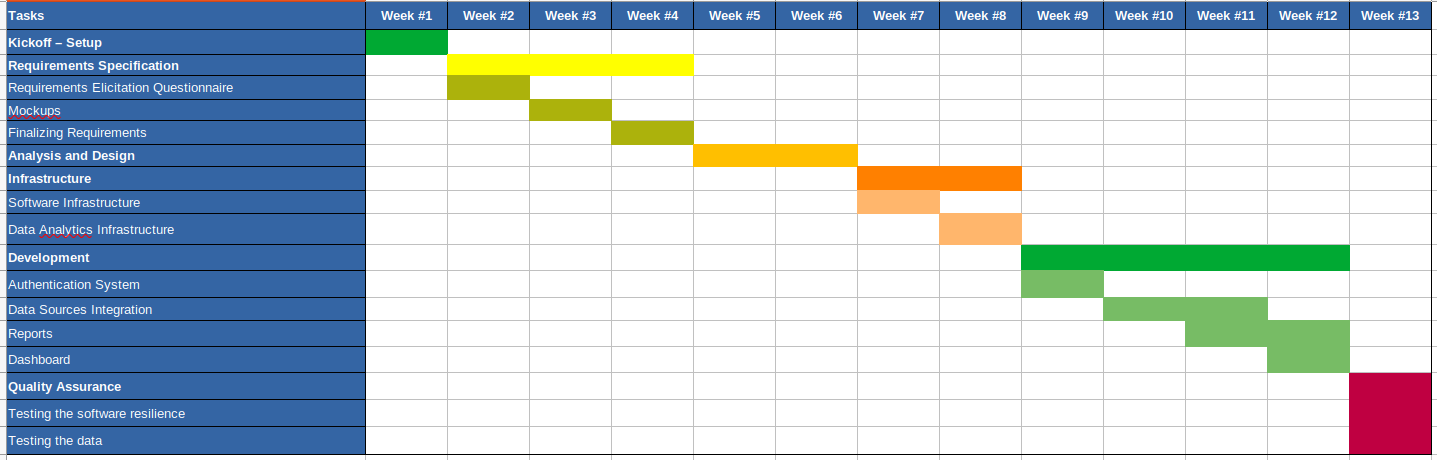 Tasks Week #1 Week #2 Week #3 Week #4 Week #5 Week #6 Week #7 Week #8 Week #9 Week #10 Week #11 Week #12 Week #13
Kickoff – Setup
Requirements Specification
Requirements Elicitation Questionnaire
Mockups
Finalizing Requirements
Analysis and Design
Infrastructure
Software Infrastructure
Data Analytics Infrastructure
Development
Authentication System
Data Sources Integration
Reports
Dashboard
Quality Assurance
Testing the software resilience
Testing the data